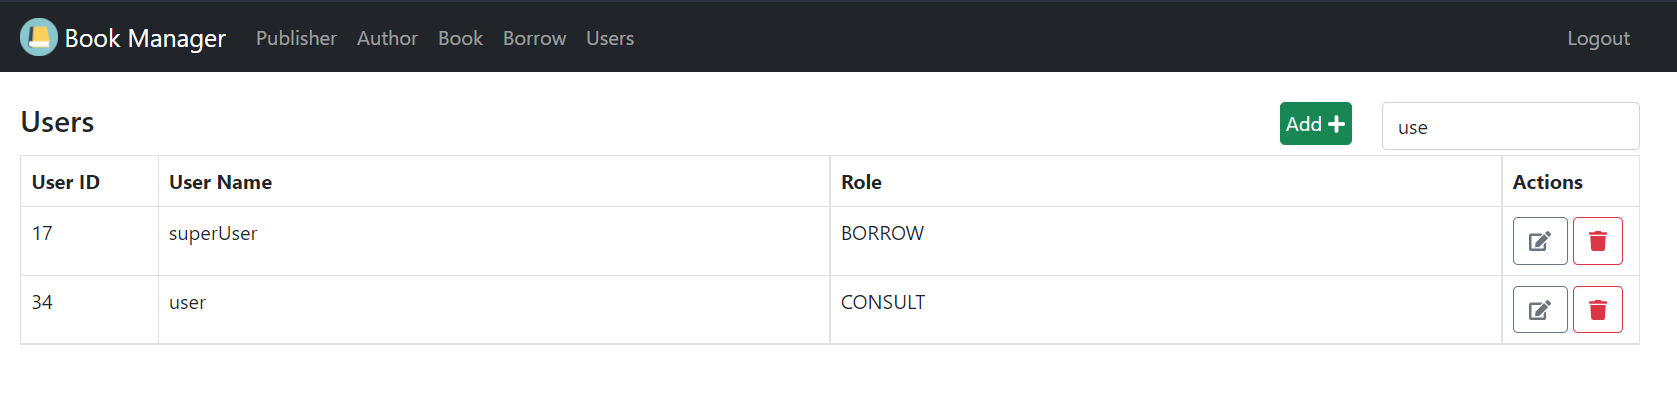 Book Manager Publisher Author Book Borrow Users Logout
Users Add use
User ID User Name Role Actions
17 superUser BORROW
34 user CONSULT